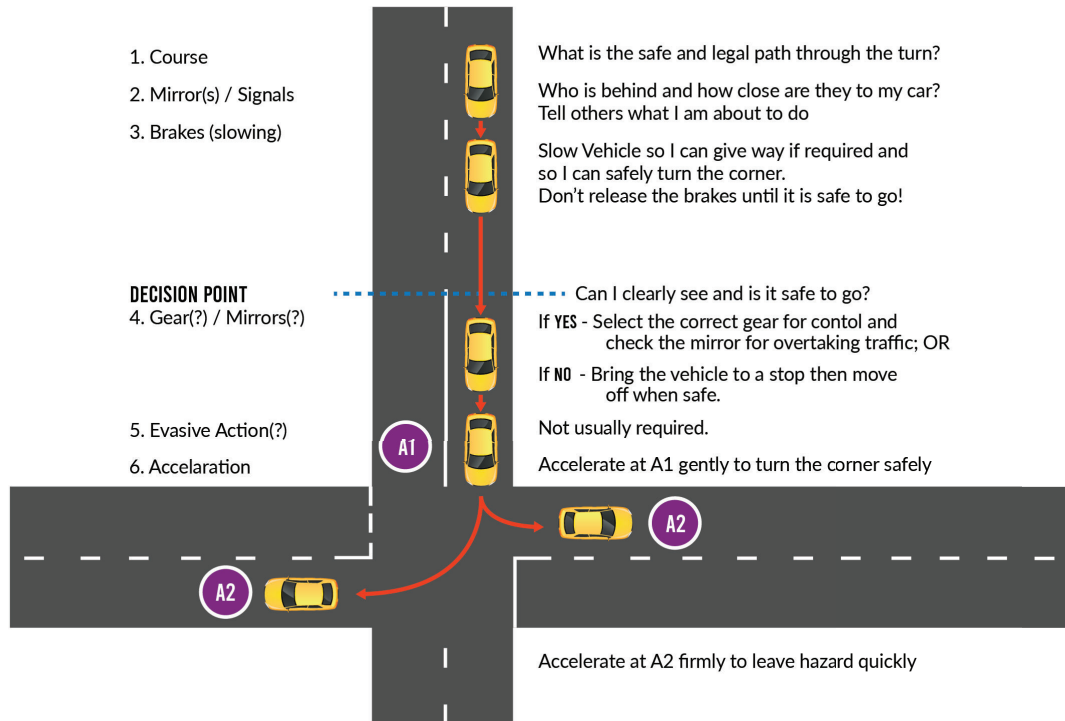 1. Course
What is the safe and legal path through the turn?
2. Mirror(s) / Signals
Who is behind and how close are they to my car?
Tell others what I am about to do
3. Brakes (slowing)
Slow Vehicle so I can give way if required and
so I can safely turn the corner.
Don't release the brakes until it is safe to go!
DECISION POINT
Can I clearly see and is it safe to go?
4. Gear(?) / Mirrors(?)
If YES - Select the correct gear for contol and
check the mirror for overtaking traffic; OR
If NO - Bring the vehicle to a stop then move
off when safe.
5. Evasive Action(?)
Not usually required.
A1
6. Accelaration
Accelerate at A1 gently to turn the corner safely
A2
A2
Accelerate at A2 firmly to leave hazard quickly